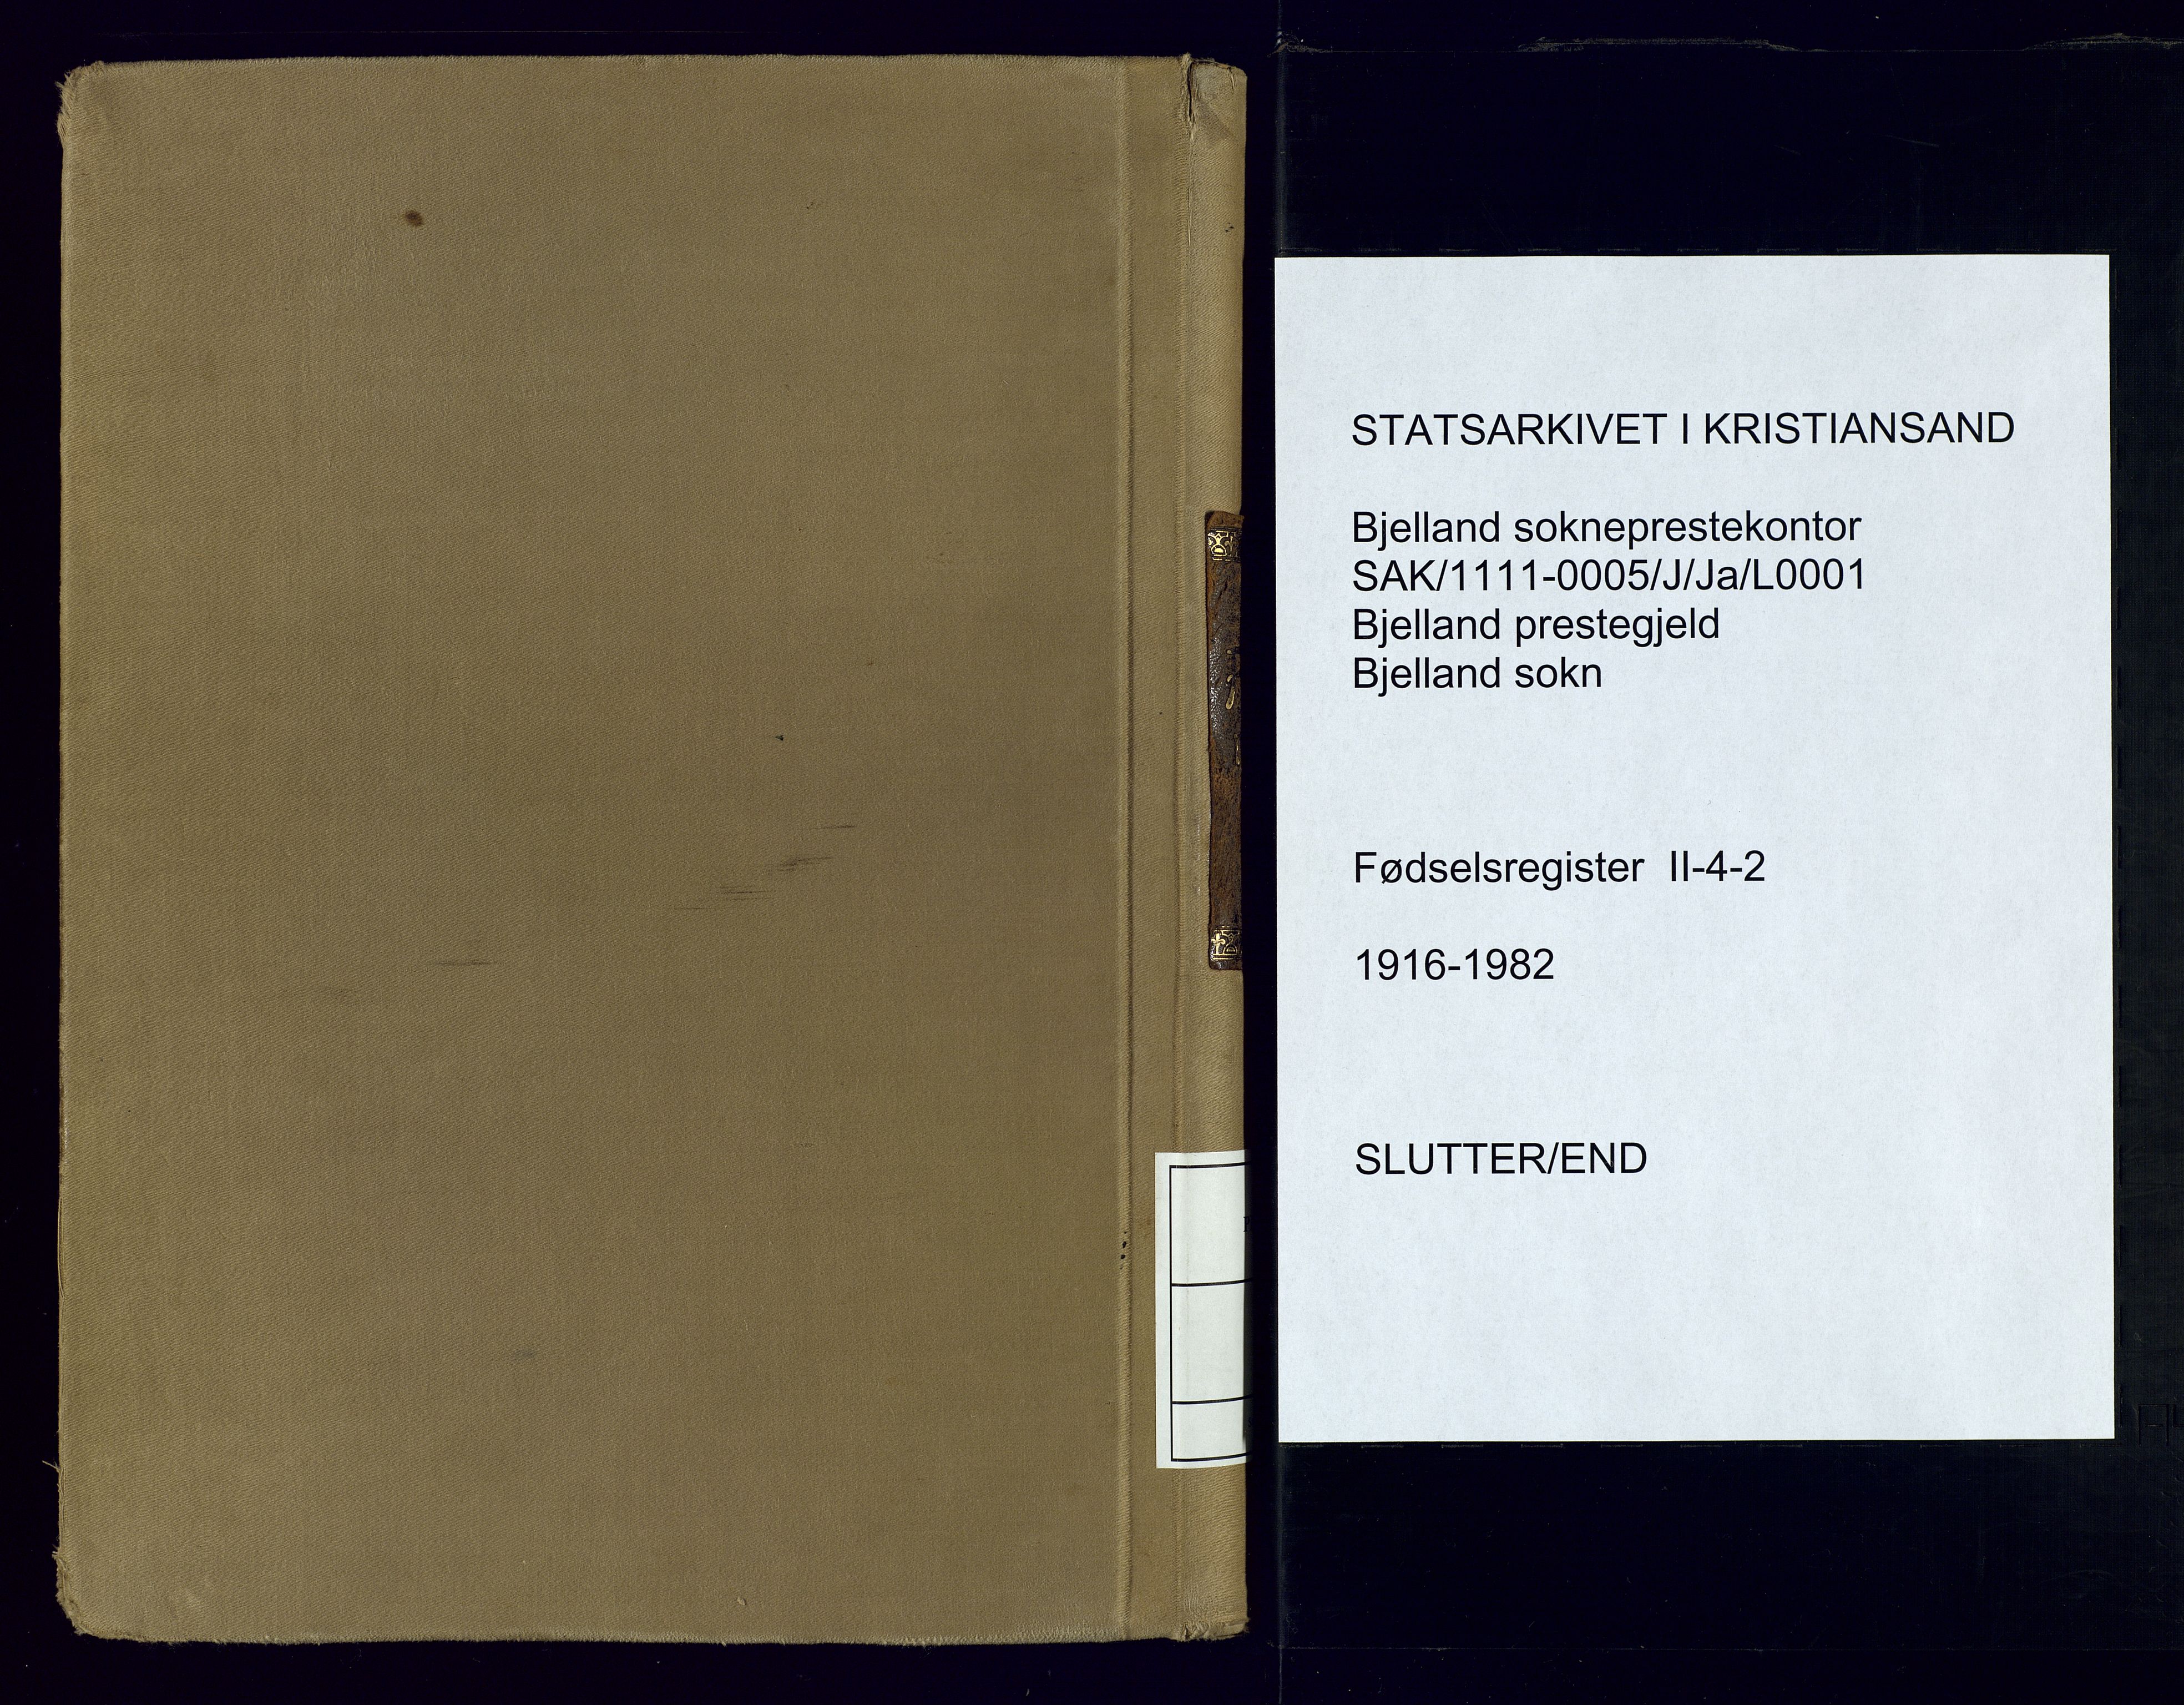 STATSARKIVET I KRISTIANSAND
Bjelland sokneprestekontor
SAK/1111-0005/J/Ja/L0001
Bjelland prestegjeld
Bjelland sokn
Fødselsregister II-4-2
1916-1982
SLUTTER/END